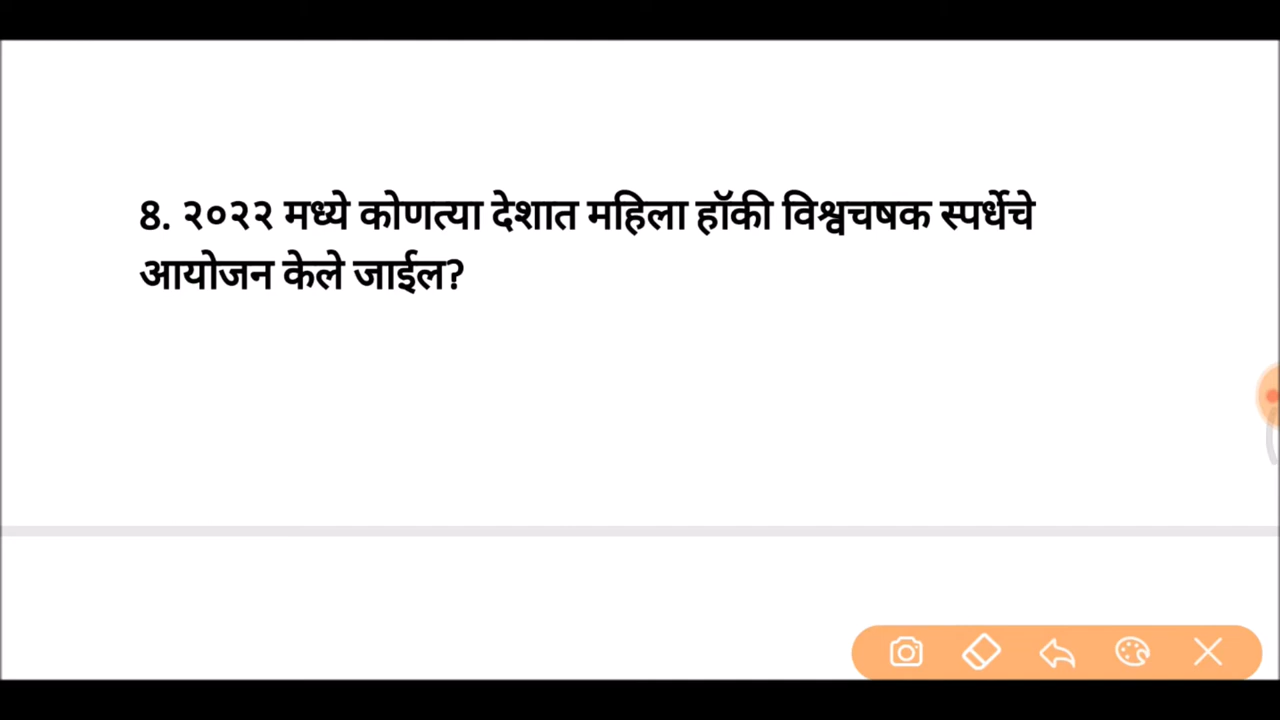 8. २०२२ मध्ये कोणत्या देशात महिला हॉकी विश्वचषक स्पर्धेचे
आयोजन केले जाईल?